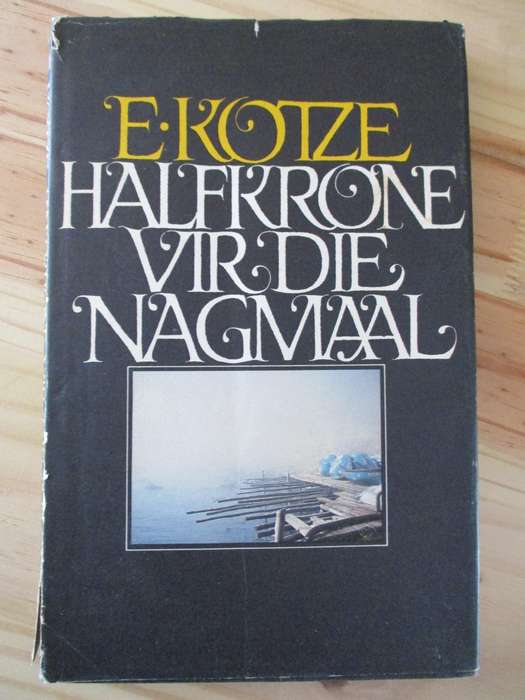 E. KOTZE
HALFKRONE
VIR DIE
NAGMAAL